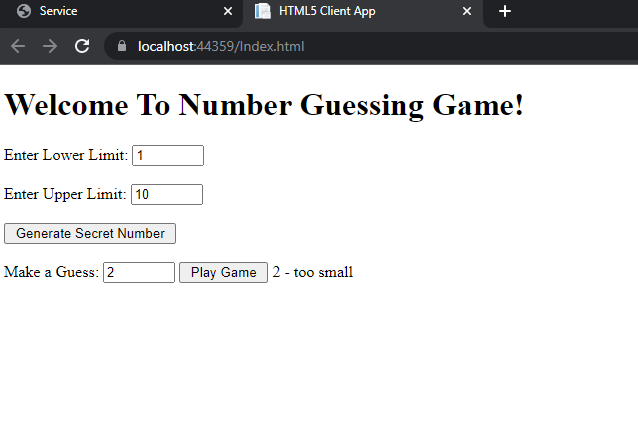 Service
HTML5 Client App
localhost:44359/Index.html
Welcome To Number Guessing Game!
Enter Lower Limit: 1
Enter Upper Limit: 10
Generate Secret Number
Make a Guess: 2 Play Game 2 - too small